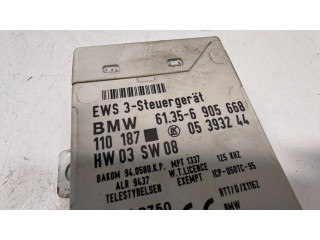 EWS 3-Steuergerät
BMW 61.35-6 905 668
110 187 05 3932 44
HW 03 SW 08
BAKOM 94.0580.K.P. MPT 1337 125 KHZ
ALR 9437 W.T.LICENCE ICP-050TC-95
TELESTYRELSEN EXEMPT
BMW